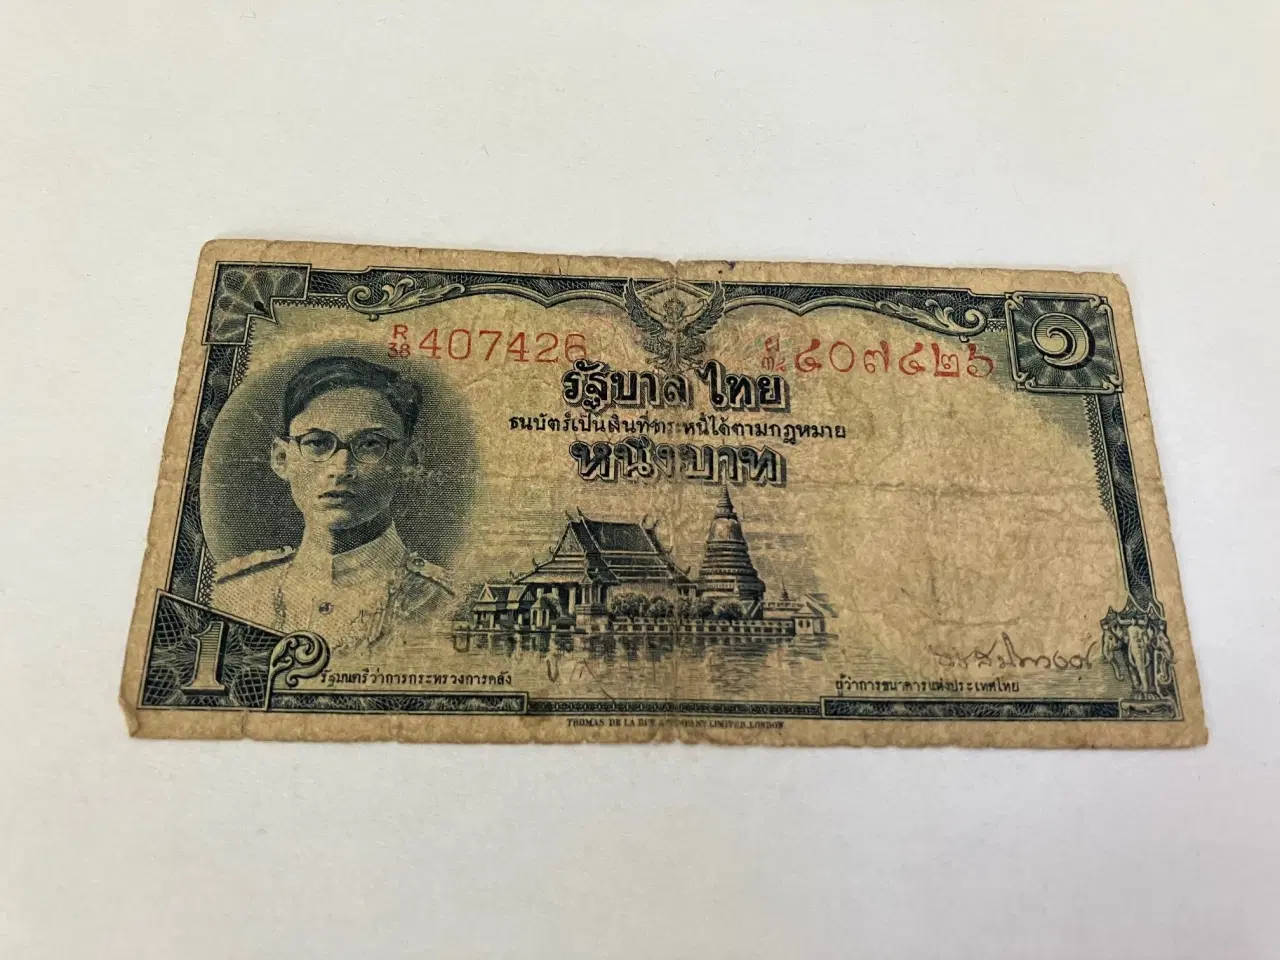 R/38 407426
๔๐๗๔๒๖
๑
รัฐบาลไทย
ธนบัตร์เป็นเงินที่ชำระหนี้ได้ตามกฎหมาย
หนึ่งบาท
1
รัฐมนตรีว่าการกระทรวงการคลัง
ผู้ว่าการธนาคารแห่งประเทศไทย
THOMAS DE LA RUE & COMPANY LIMITED, LONDON